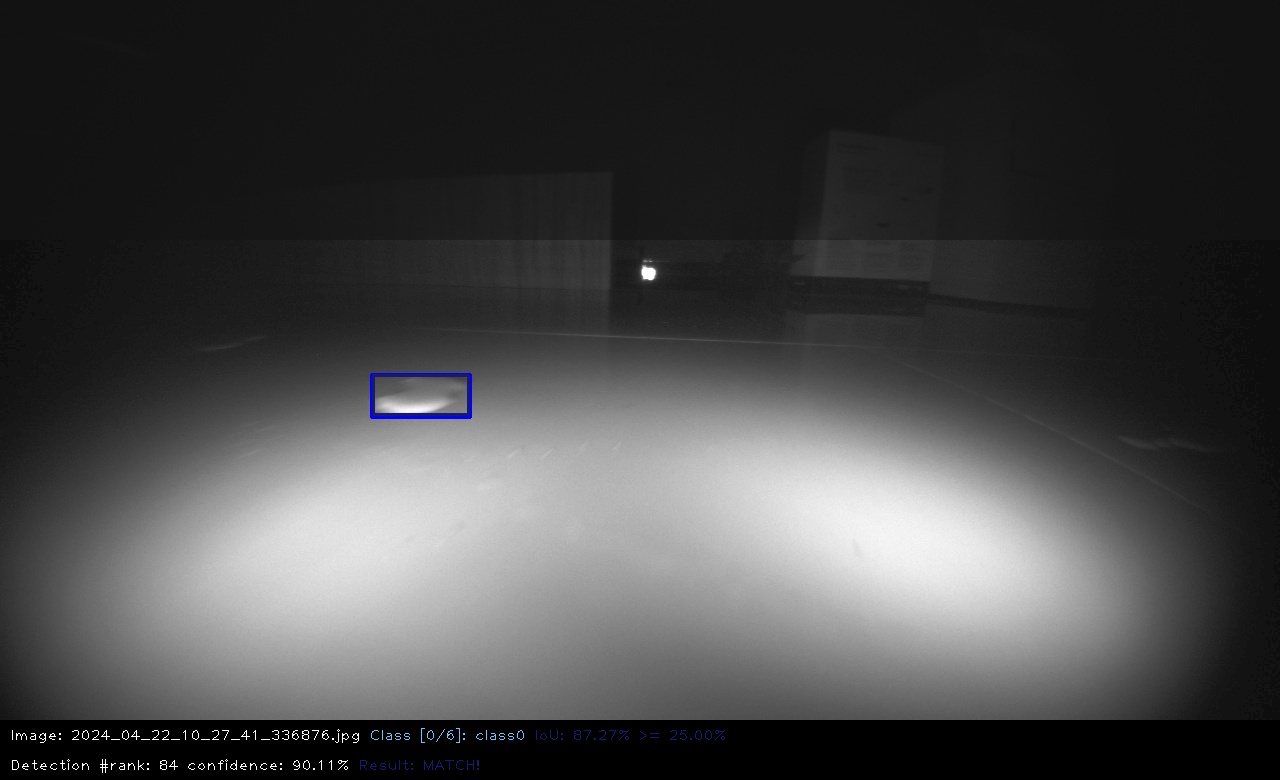 Image: 2024_04_22_10_27_41_336876.jpg Class [0/6]: class0 IoU: 87.27% >= 25.00%
Detection #rank: 84 confidence: 90.11% Result: MATCH!